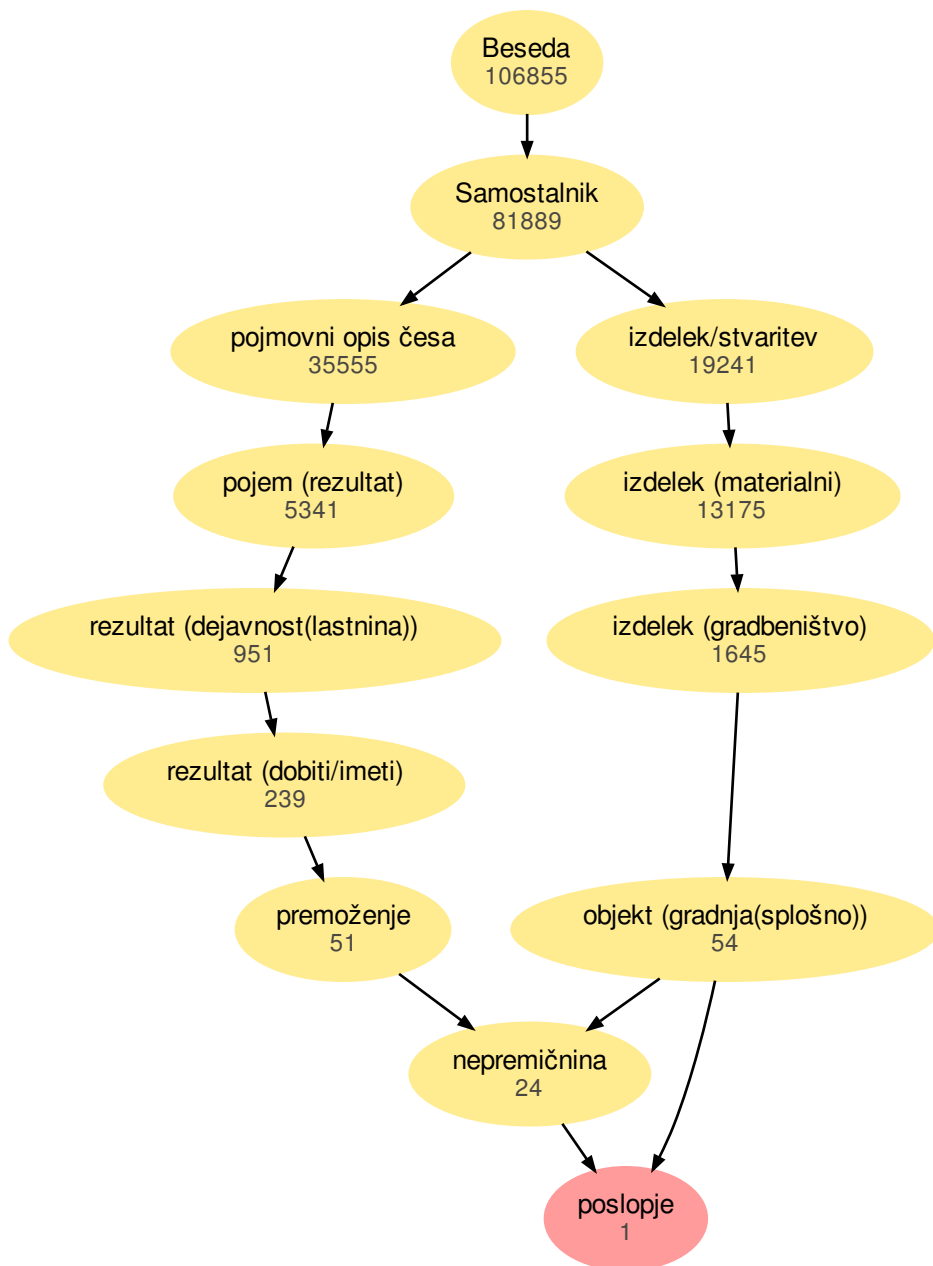 Beseda
106855
Samostalnik
81889
pojmovni opis česa
35555
izdelek/stvaritev
19241
pojem (rezultat)
5341
izdelek (materialni)
13175
rezultat (dejavnost(lastnina))
951
izdelek (gradbeništvo)
1645
rezultat (dobiti/imeti)
239
premoženje
51
objekt (gradnja(splošno))
54
nepremičnina
24
poslopje
1